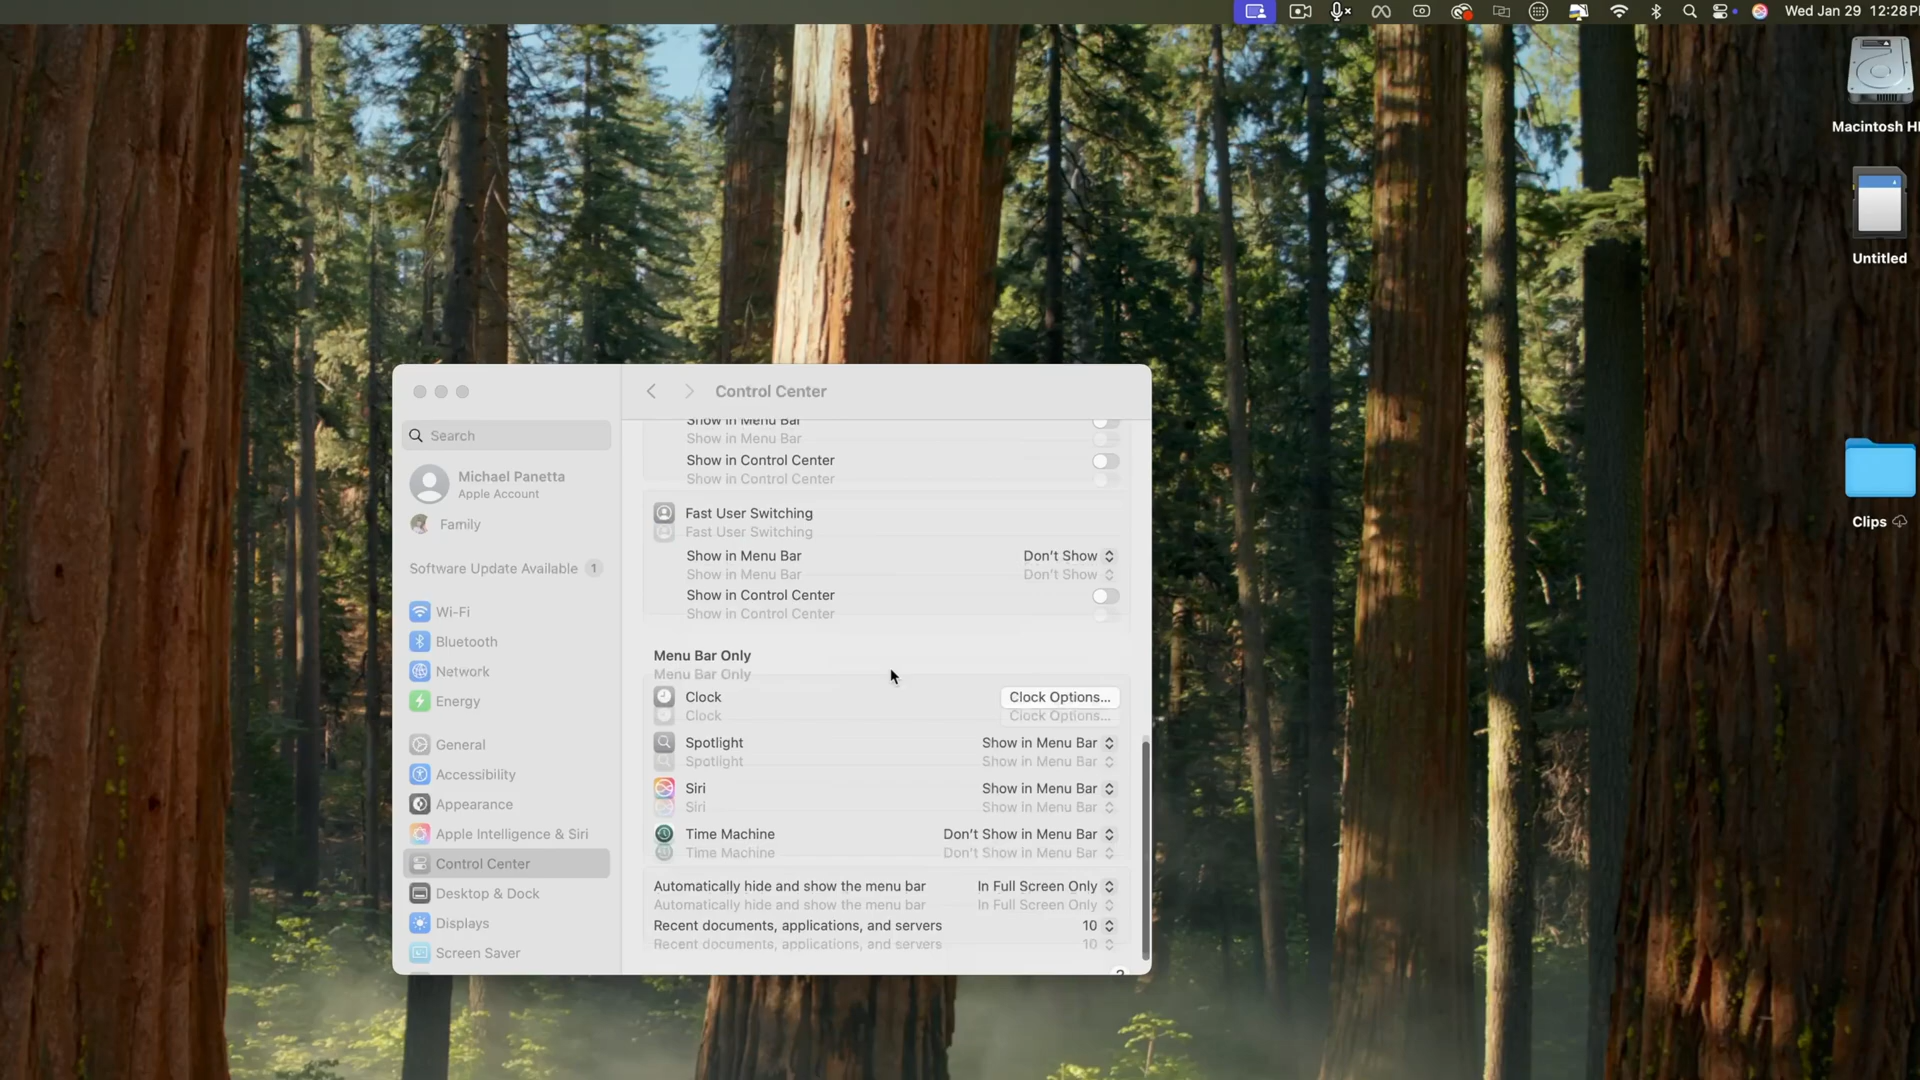 Wed Jan 29 12:28P
Macintosh H
Untitled
Clips
Control Center
Search
Michael Panetta
Apple Account
Family
Software Update Available 1
Wi-Fi
Bluetooth
Network
Energy
General
Accessibility
Appearance
Apple Intelligence & Siri
Control Center
Desktop & Dock
Displays
Screen Saver
Show in Menu Bar
Show in Menu Bar
Show in Control Center
Show in Control Center
Fast User Switching
Fast User Switching
Show in Menu Bar Don't Show
Show in Menu Bar Don't Show
Show in Control Center
Show in Control Center
Menu Bar Only
Menu Bar Only
Clock Clock Options...
Clock Clock Options...
Spotlight Show in Menu Bar
Spotlight Show in Menu Bar
Siri Show in Menu Bar
Siri Show in Menu Bar
Time Machine Don't Show in Menu Bar
Time Machine Don't Show in Menu Bar
Automatically hide and show the menu bar In Full Screen Only
Automatically hide and show the menu bar In Full Screen Only
Recent documents, applications, and servers 10
Recent documents, applications, and servers 10
?